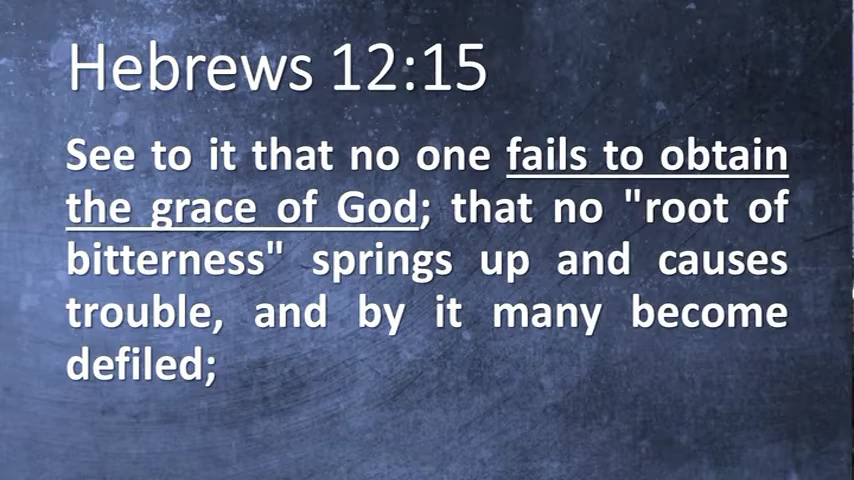 Hebrews 12:15
See to it that no one fails to obtain
the grace of God; that no "root of
bitterness" springs up and causes
trouble, and by it many become
defiled;